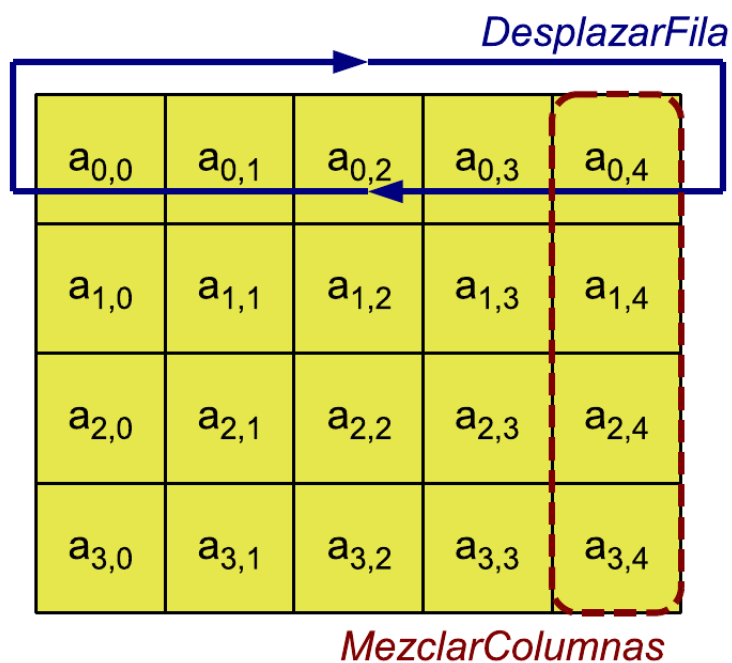 DesplazarFila
a0,0 a0,1 a0,2 a0,3 a0,4
a1,0 a1,1 a1,2 a1,3 a1,4
a2,0 a2,1 a2,2 a2,3 a2,4
a3,0 a3,1 a3,2 a3,3 a3,4
MezclarColumnas